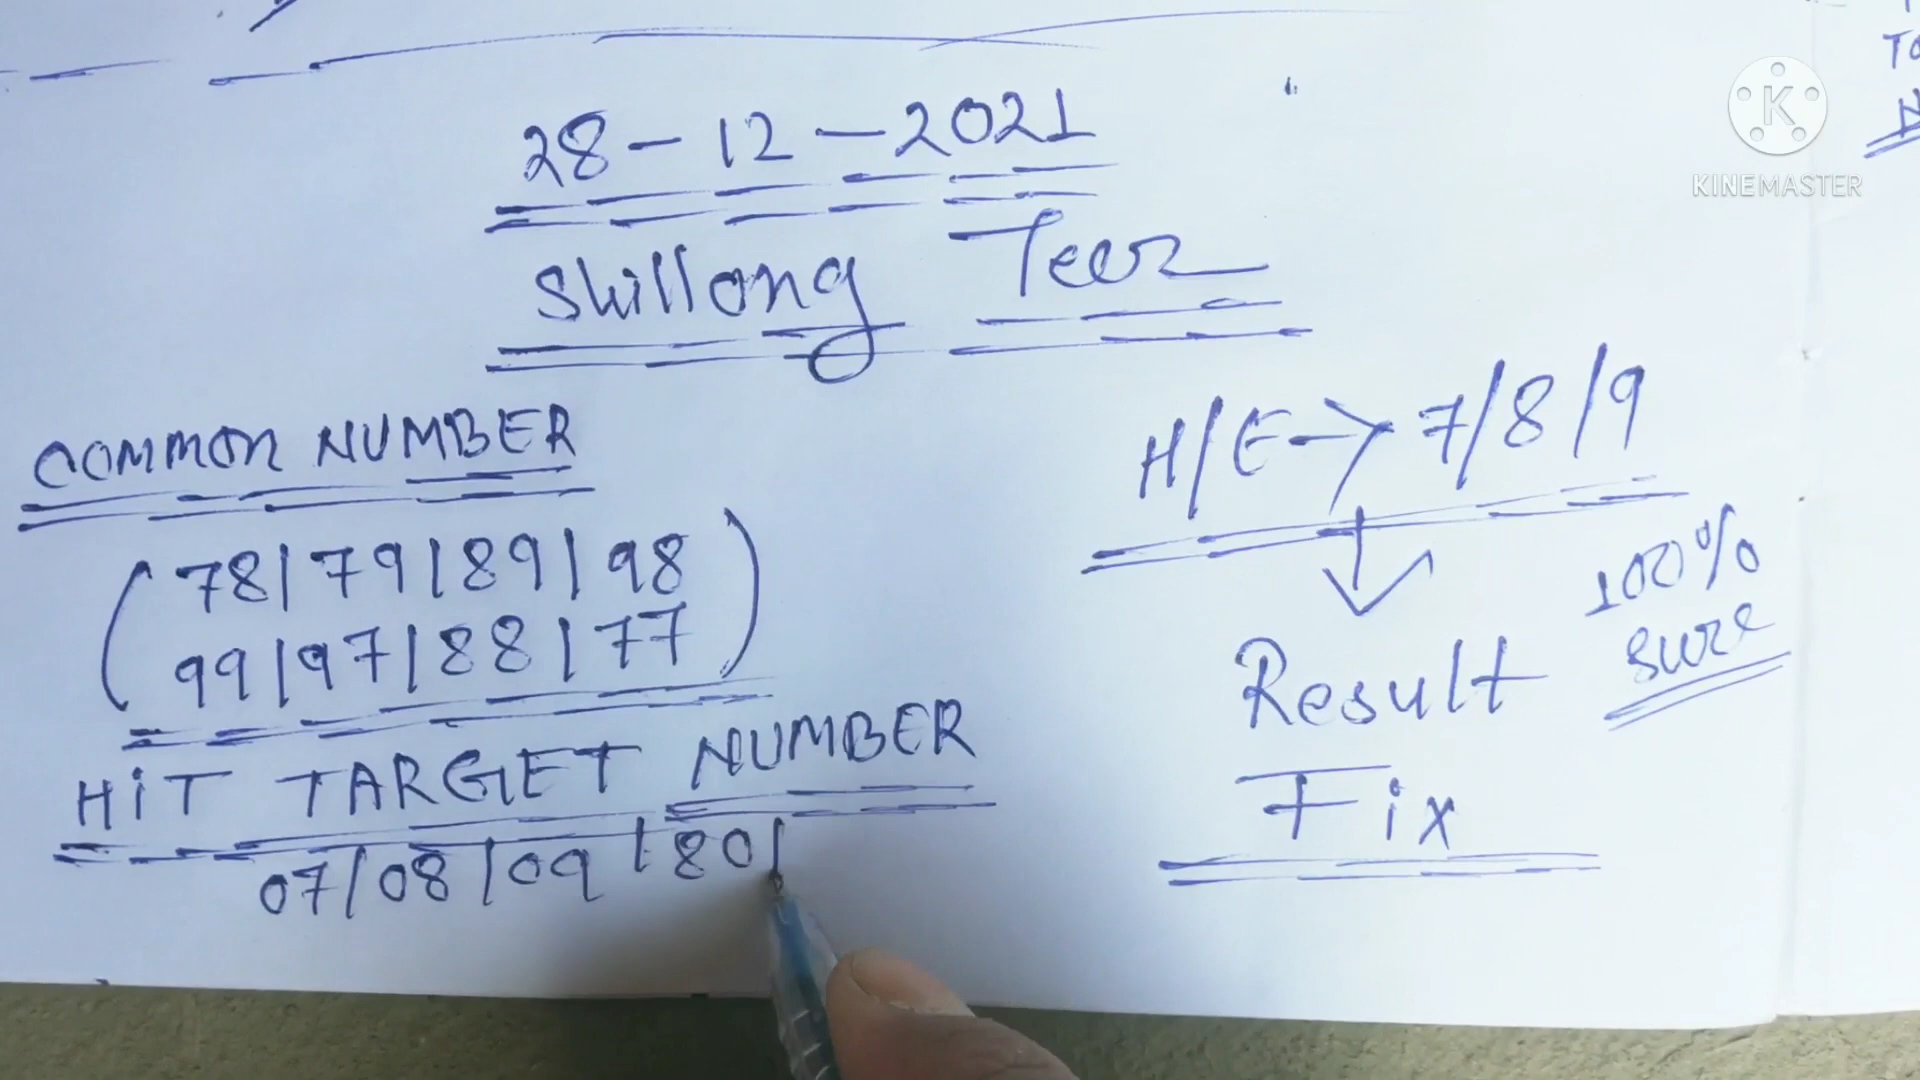 28-12-2021
Shillong Teer
COMMON NUMBER
(78|79|89|98
99|97|88|77)
HiT TARGET NUMBER
07/08/09/80/
H/E→7/8/9
100%
sure
Result
Fix
KINEMASTER